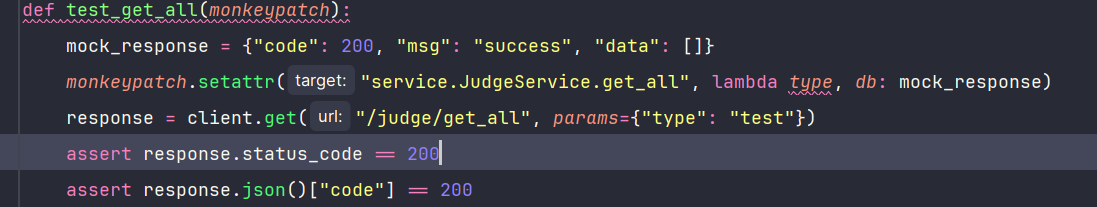 def test_get_all(monkeypatch):
    mock_response = {"code": 200, "msg": "success", "data": []}
    monkeypatch.setattr( target: "service.JudgeService.get_all", lambda type, db: mock_response)
    response = client.get( url: "/judge/get_all", params={"type": "test"})
    assert response.status_code == 200
    assert response.json()["code"] == 200